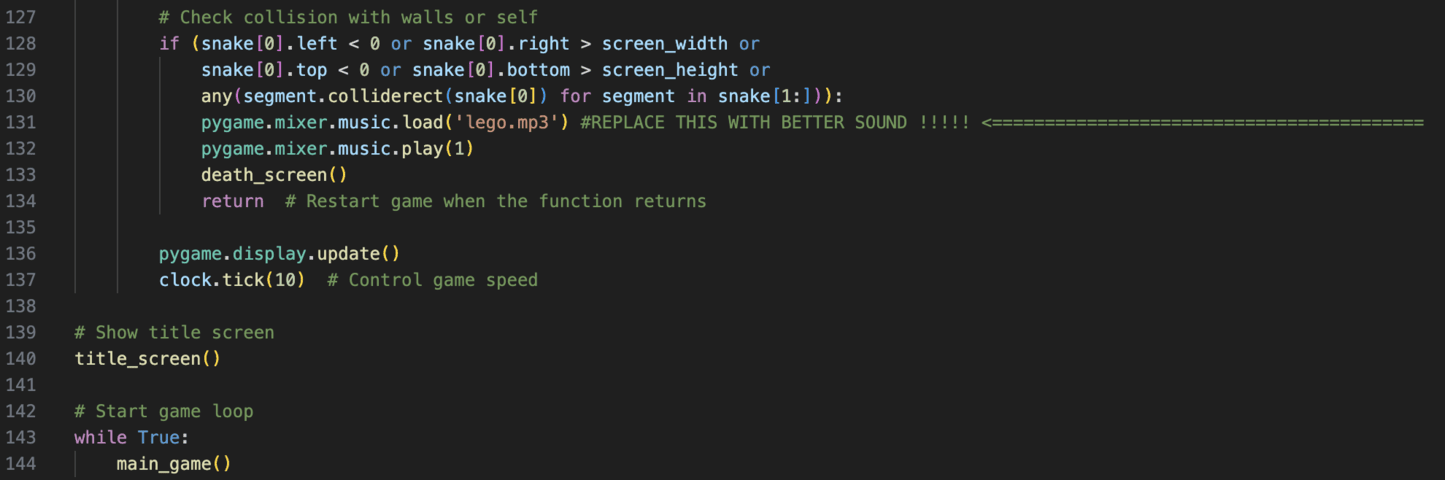 127 # Check collision with walls or self
128 if (snake[0].left < 0 or snake[0].right > screen_width or
129 snake[0].top < 0 or snake[0].bottom > screen_height or
130 any(segment.colliderect(snake[0]) for segment in snake[1:])):
131 pygame.mixer.music.load('lego.mp3') #REPLACE THIS WITH BETTER SOUND !!!!! <=========================================
132 pygame.mixer.music.play(1)
133 death_screen()
134 return  # Restart game when the function returns
135
136 pygame.display.update()
137 clock.tick(10)  # Control game speed
138
139 # Show title screen
140 title_screen()
141
142 # Start game loop
143 while True:
144 main_game()